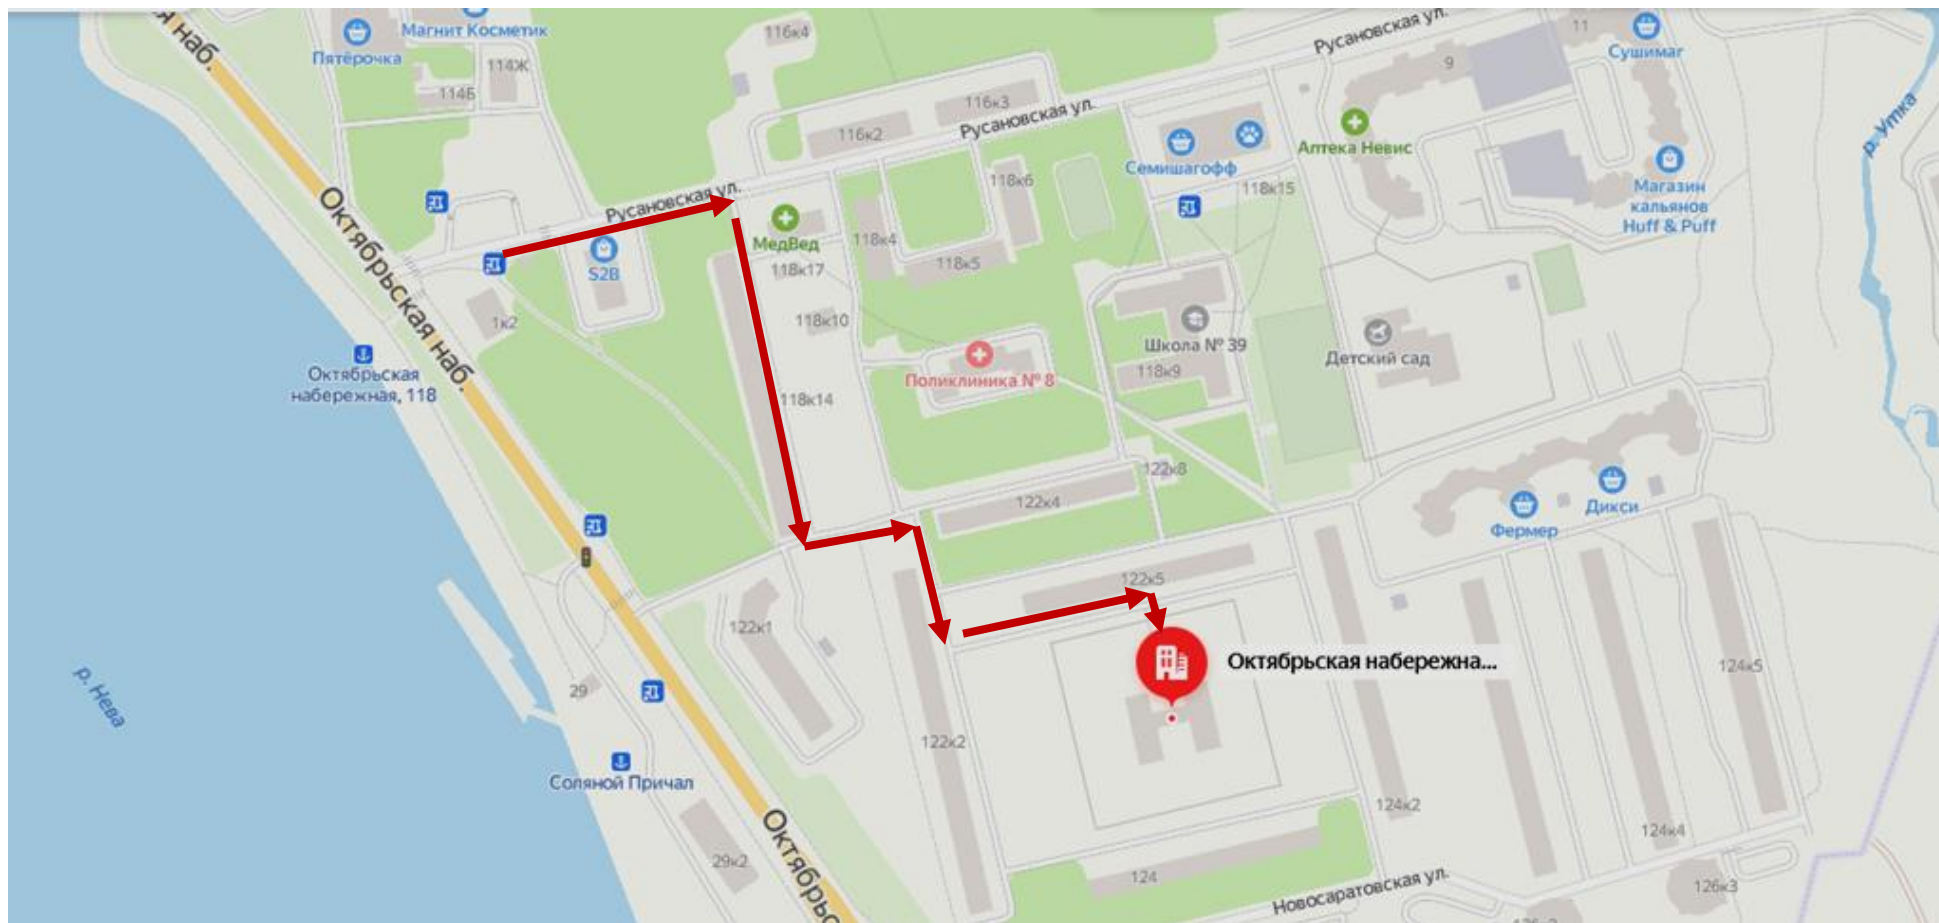 я наб.
Магнит Косметик
Пятёрочка
114Ж
114Б
116к4
Русановская ул.
11
Сушимаг
9
116к3
Русановская ул.
116к2
р. Утка
Аптека Невис
Семишагофф
118к15
Магазин
кальянов
Huff & Puff
118к6
Русановская ул.
Октябрьская наб.
МедВед
118к4
118к5
118к17
S2B
1к2
118к10
Школа № 39
Детский сад
118к9
Поликлиника № 8
Октябрьская
набережная, 118
118к14
122к8
122к4
Дикси
Фермер
122к5
122к1
Октябрьская набережна...
124к5
р. Нева
29
122к2
Соляной Причал
124к2
124к4
29к2
Октябрьс
124
Новосаратовская ул.
126к3